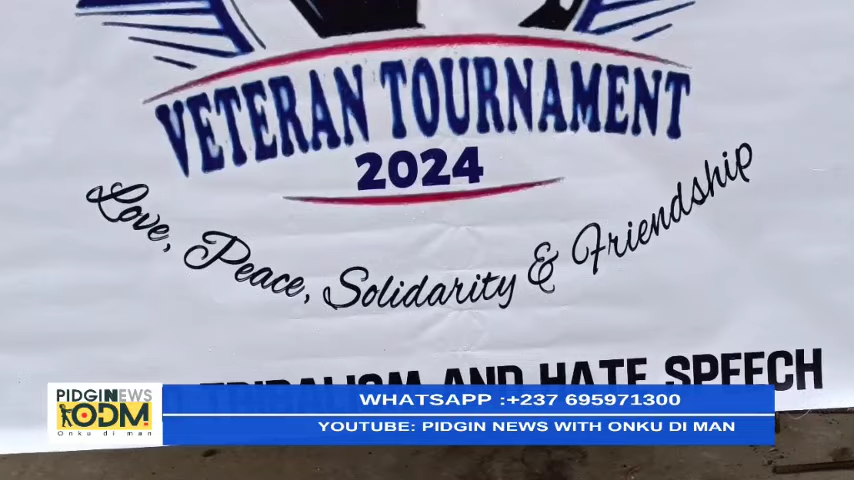 VETERAN TOURNAMENT
2024
Love, Peace, Solidarity & Friendship
TRIBALISM AND HATE SPEECH
PIDGIN NEWS
ODM
Onku di man
WHATSAPP :+237 695971300
YOUTUBE: PIDGIN NEWS WITH ONKU DI MAN